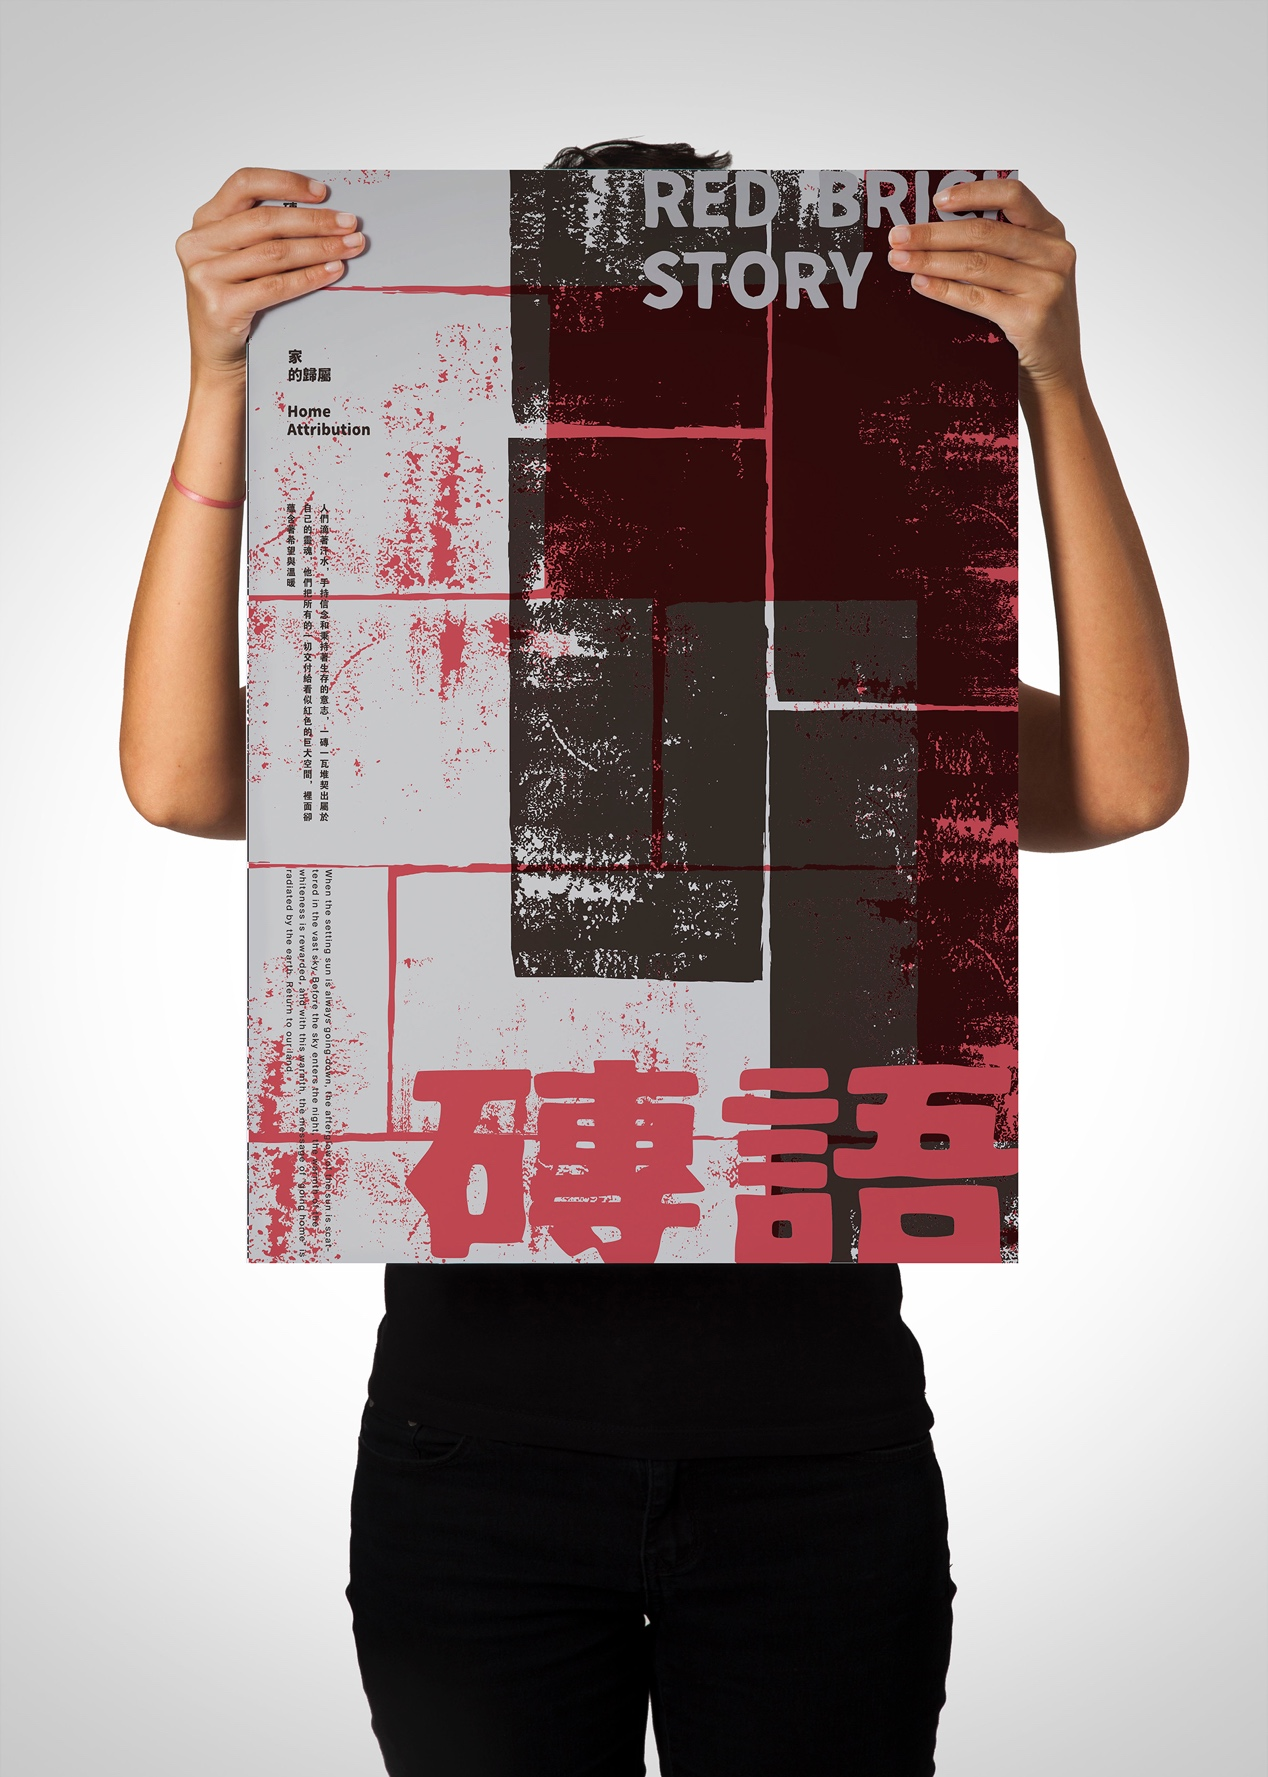 RED BRICK
STORY
家
的歸屬
Home
Attribution
人們滴著汗水，手持信念和秉持著生存的意志，一磚一瓦堆契出屬於
自己的靈魂，他們把所有的一切交付給看似紅色的巨大空間，裡面卻
蘊含著希望與溫暖
When the setting sun is always going down, the afterglow of the sun is scat-
tered in the vast sky. Before the sky enters the night, the warmth of the
whiteness is rewarded, and with this warmth, the message of "going home" is
radiated by the earth. Return to our land.
磚語